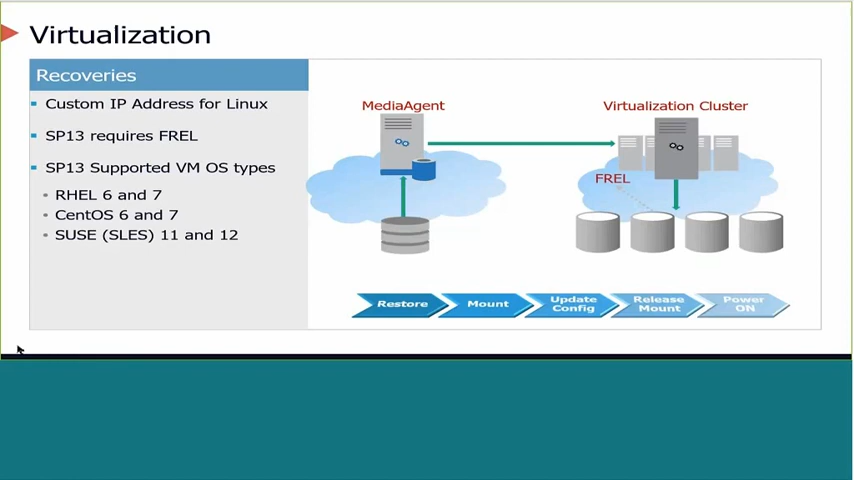 Virtualization
Recoveries
Custom IP Address for Linux
SP13 requires FREL
SP13 Supported VM OS types
RHEL 6 and 7
CentOS 6 and 7
SUSE (SLES) 11 and 12
MediaAgent
Virtualization Cluster
FREL
Restore
Mount
Update
Config
Release
Mount
Power
ON